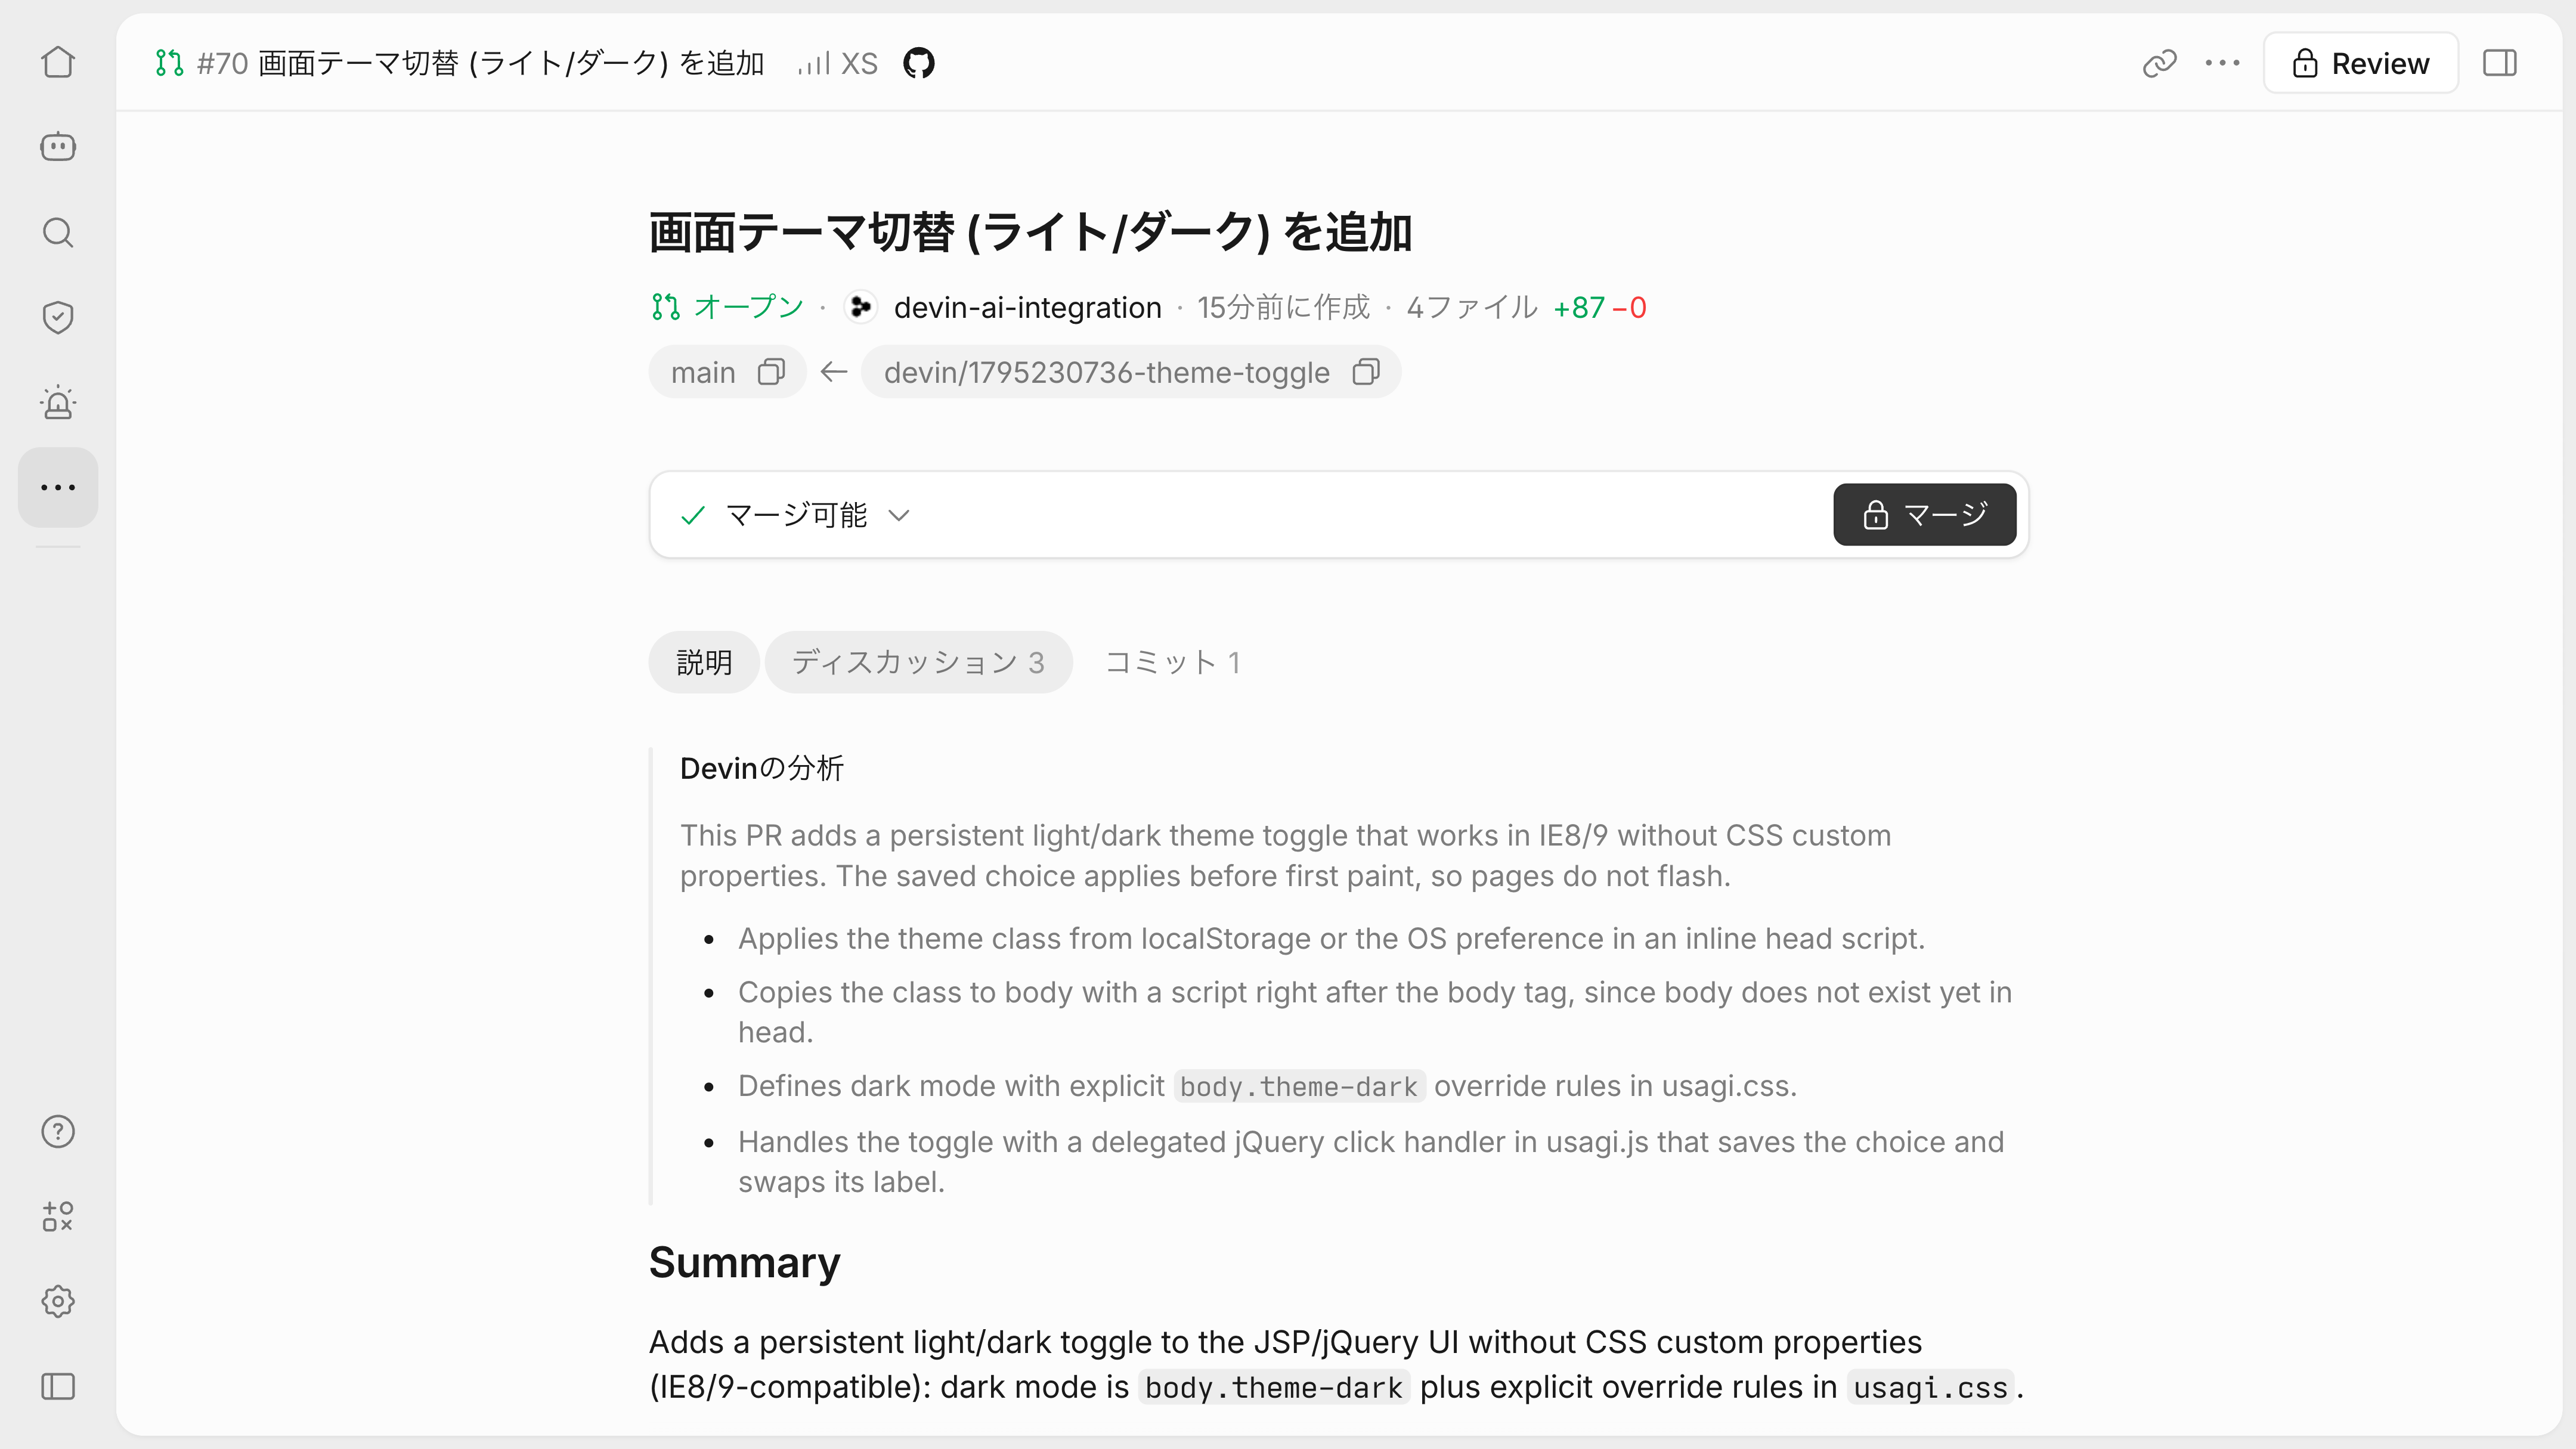 #70 画面テーマ切替 (ライト/ダーク) を追加 XS Review
画面テーマ切替 (ライト/ダーク) を追加
オープン · devin-ai-integration · 15分前に作成 · 4ファイル +87 −0
main ← devin/1795230736-theme-toggle
マージ可能 マージ
説明 ディスカッション 3 コミット 1
Devinの分析
This PR adds a persistent light/dark theme toggle that works in IE8/9 without CSS custom
properties. The saved choice applies before first paint, so pages do not flash.
• Applies the theme class from localStorage or the OS preference in an inline head script.
• Copies the class to body with a script right after the body tag, since body does not exist yet in
head.
• Defines dark mode with explicit body.theme-dark override rules in usagi.css.
• Handles the toggle with a delegated jQuery click handler in usagi.js that saves the choice and
swaps its label.
Summary
Adds a persistent light/dark toggle to the JSP/jQuery UI without CSS custom properties
(IE8/9-compatible): dark mode is body.theme-dark plus explicit override rules in usagi.css.